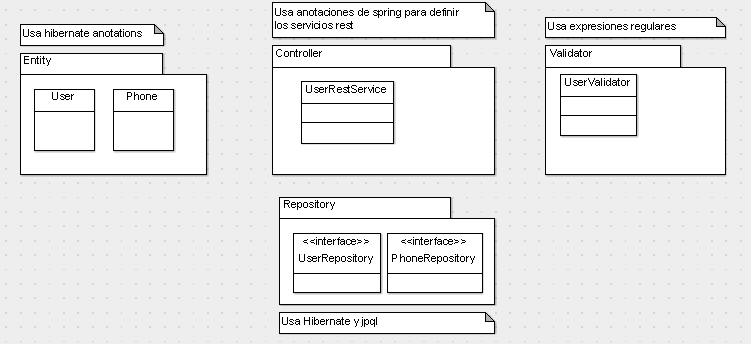 Usa hibernate anotations
Entity
User
Phone
Usa anotaciones de spring para definir
los servicios rest
Controller
UserRestService
Usa expresiones regulares
Validator
UserValidator
Repository
<<interface>>
UserRepository
<<interface>>
PhoneRepository
Usa Hibernate y jpql